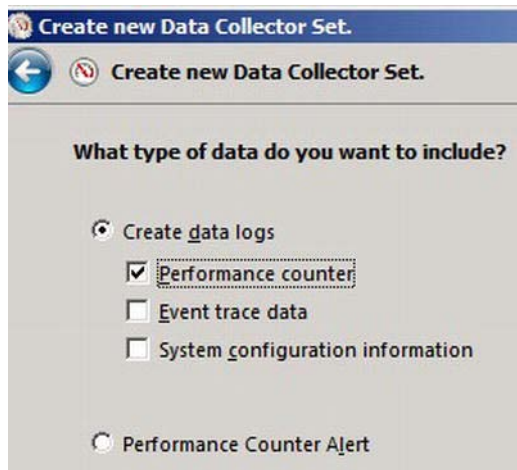 Create new Data Collector Set.
Create new Data Collector Set.
What type of data do you want to include?
Create data logs
Performance counter
Event trace data
System configuration information
Performance Counter Alert